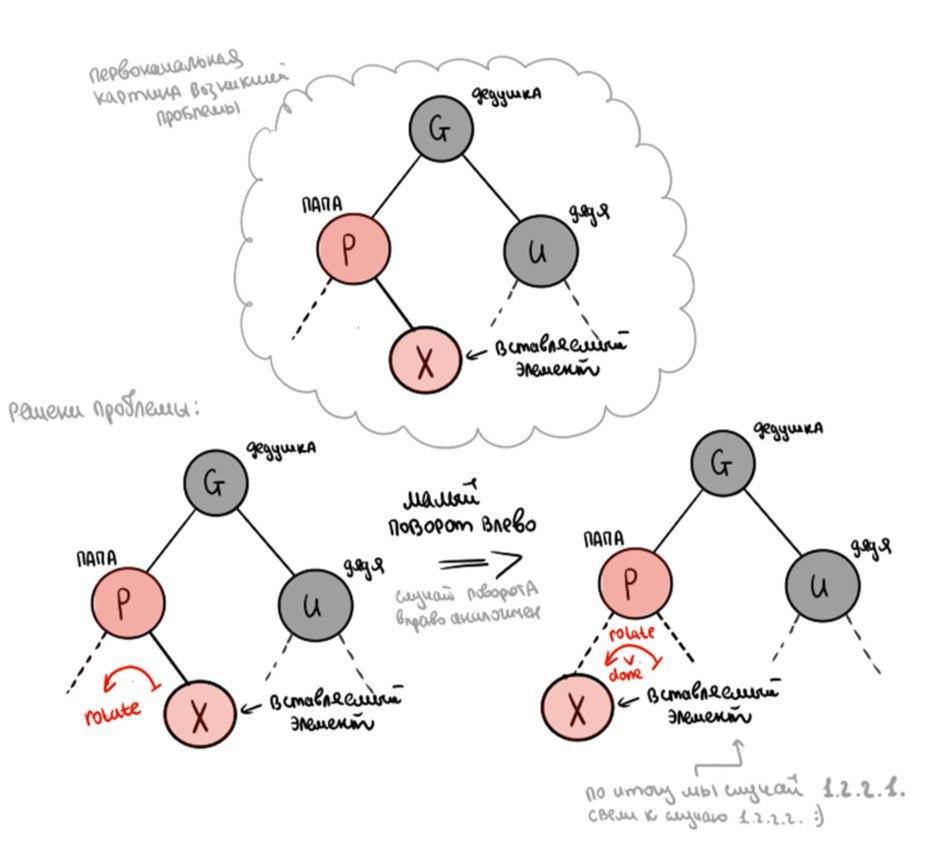 первоначальная
картина возникшей
проблемы
дедушка
G
ПАПА
дядя
P
U
X
вставляемый
элемент
Решени проблемы:
дедушка
G
ПАПА
дядя
P
U
rotate
X
вставляемый
элемент
малый
поворот влево
случай поворота
вправо аналогичен
дедушка
G
ПАПА
дядя
P
U
rotate
done
X
вставляемый
элемент
по итогу мы случай 1.2.2.1.
свели к случаю 1.2.2.2. :)